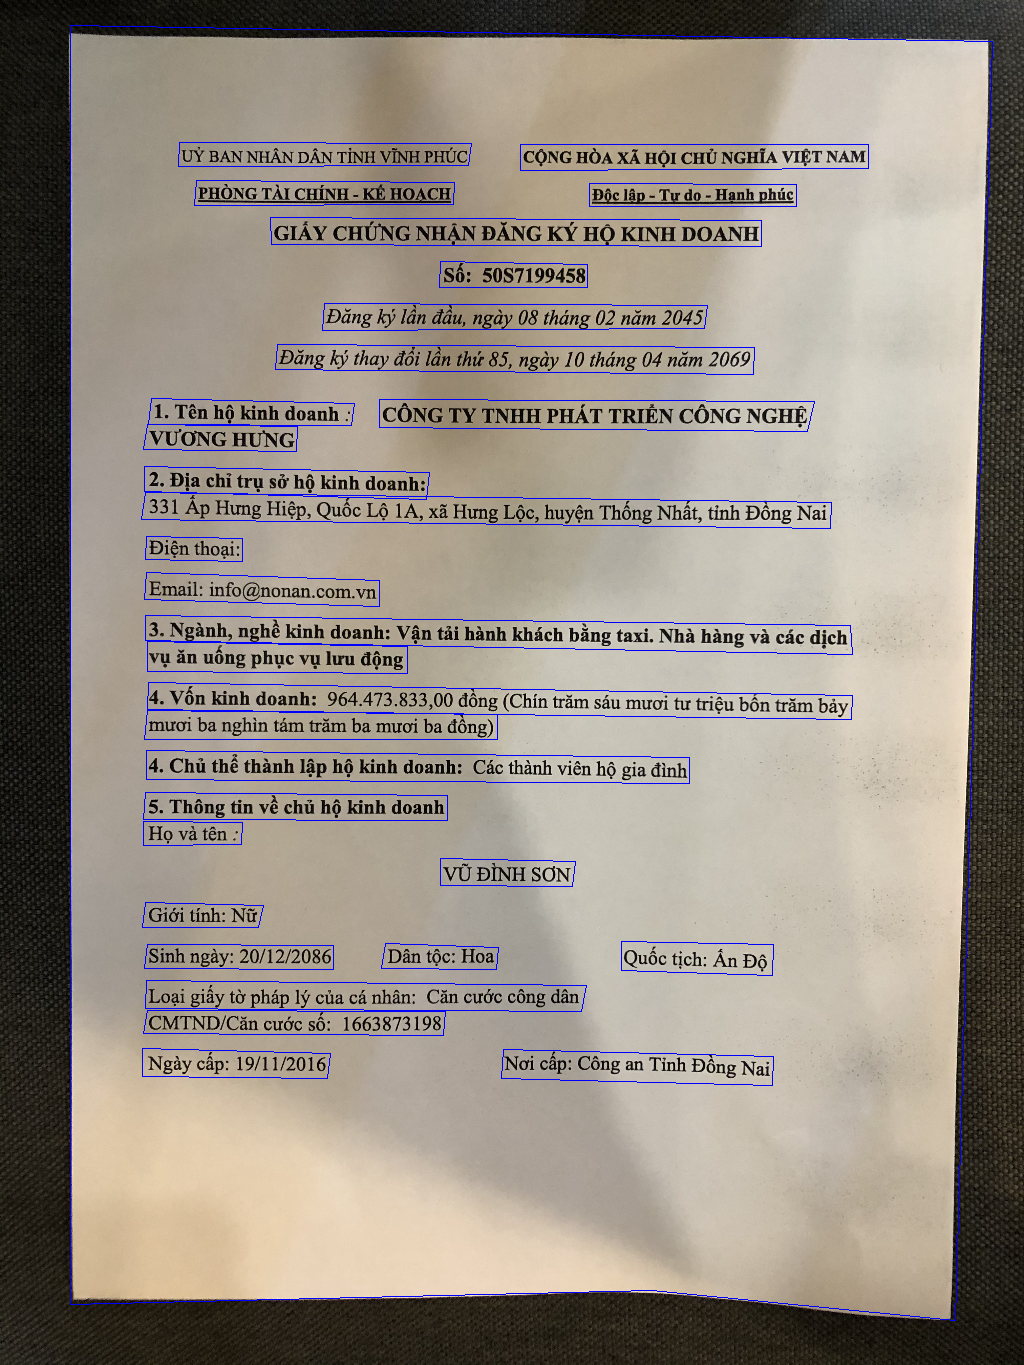 UỶ BAN NHÂN DÂN TỈNH VĨNH PHÚC
CỘNG HÒA XÃ HỘI CHỦ NGHĨA VIỆT NAM
PHÒNG TÀI CHÍNH - KẾ HOẠCH
Độc lập - Tự do - Hạnh phúc
GIẤY CHỨNG NHẬN ĐĂNG KÝ HỘ KINH DOANH
Số: 50S7199458
Đăng ký lần đầu, ngày 08 tháng 02 năm 2045
Đăng ký thay đổi lần thứ 85, ngày 10 tháng 04 năm 2069
1. Tên hộ kinh doanh : CÔNG TY TNHH PHÁT TRIỂN CÔNG NGHỆ
VƯƠNG HƯNG
2. Địa chỉ trụ sở hộ kinh doanh:
331 Ấp Hưng Hiệp, Quốc Lộ 1A, xã Hưng Lộc, huyện Thống Nhất, tỉnh Đồng Nai
Điện thoại:
Email: info@nonan.com.vn
3. Ngành, nghề kinh doanh: Vận tải hành khách bằng taxi. Nhà hàng và các dịch
vụ ăn uống phục vụ lưu động
4. Vốn kinh doanh: 964.473.833,00 đồng (Chín trăm sáu mươi tư triệu bốn trăm bảy
mươi ba nghìn tám trăm ba mươi ba đồng)
4. Chủ thể thành lập hộ kinh doanh: Các thành viên hộ gia đình
5. Thông tin về chủ hộ kinh doanh
Họ và tên :
VŨ ĐÌNH SƠN
Giới tính: Nữ
Sinh ngày: 20/12/2086 Dân tộc: Hoa Quốc tịch: Ấn Độ
Loại giấy tờ pháp lý của cá nhân: Căn cước công dân
CMTND/Căn cước số: 1663873198
Ngày cấp: 19/11/2016 Nơi cấp: Công an Tỉnh Đồng Nai